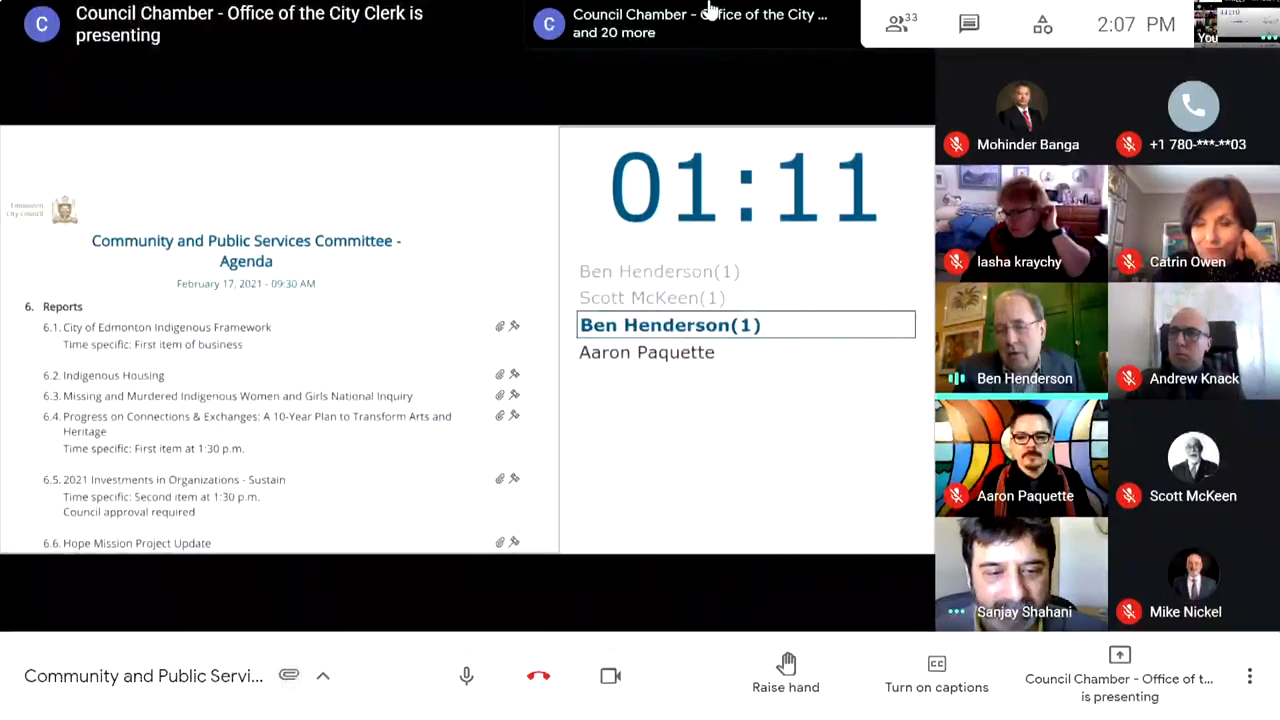 C
Council Chamber - Office of the City Clerk is
presenting
C
Council Chamber - Office of the City ...
and 20 more
33
2:07 PM
You
Edmonton
City Council
Community and Public Services Committee -
Agenda
February 17, 2021 - 09:30 AM
6. Reports
6.1. City of Edmonton Indigenous Framework
Time specific: First item of business
6.2. Indigenous Housing
6.3. Missing and Murdered Indigenous Women and Girls National Inquiry
6.4. Progress on Connections & Exchanges: A 10-Year Plan to Transform Arts and
Heritage
Time specific: First item at 1:30 p.m.
6.5. 2021 Investments in Organizations - Sustain
Time specific: Second item at 1:30 p.m.
Council approval required
6.6. Hope Mission Project Update
01:11
Ben Henderson(1)
Scott McKeen(1)
Ben Henderson(1)
Aaron Paquette
Mohinder Banga
+1 780-***-**03
lasha kraychy
Catrin Owen
Ben Henderson
Andrew Knack
Aaron Paquette
Scott McKeen
Sanjay Shahani
Mike Nickel
Community and Public Servi...
Raise hand
CC
Turn on captions
Council Chamber - Office of t...
is presenting